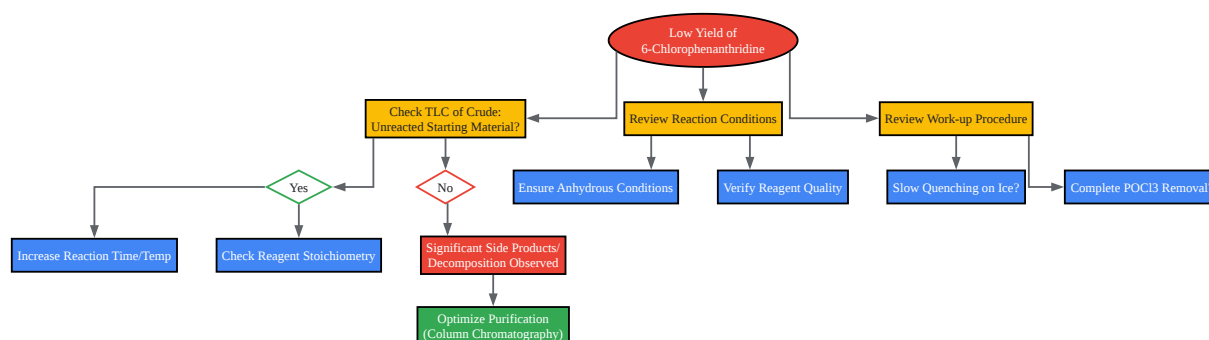 Low Yield of
6-Chlorophenanthridine
Check TLC of Crude:
Unreacted Starting Material?
Review Reaction Conditions
Review Work-up Procedure
Yes
No
Ensure Anhydrous Conditions
Verify Reagent Quality
Slow Quenching on Ice?
Complete POCl3 Removal
Increase Reaction Time/Temp
Check Reagent Stoichiometry
Significant Side Products/
Decomposition Observed
Optimize Purification
(Column Chromatography)